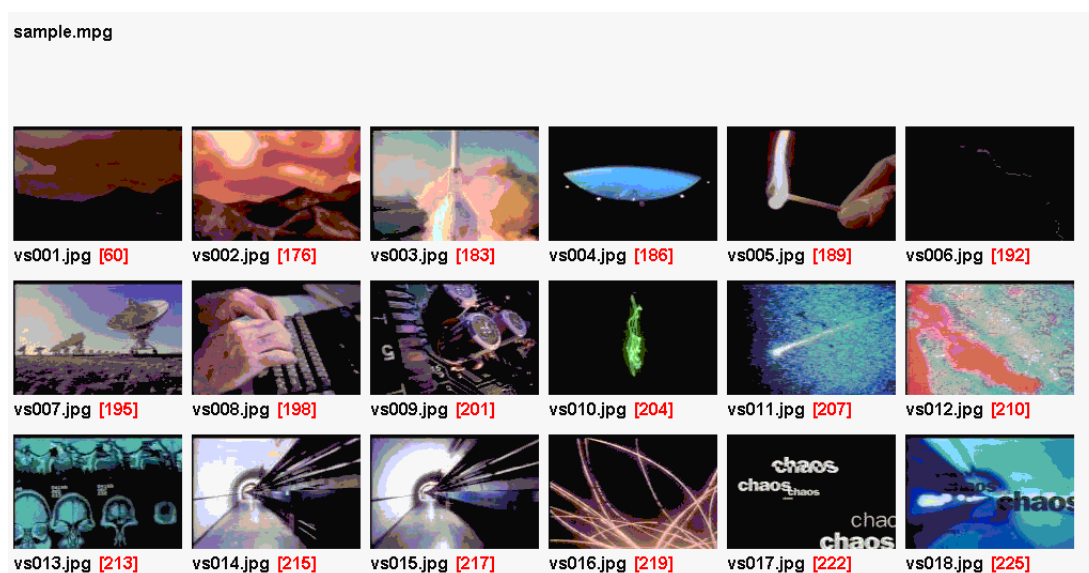 sample.mpg
vs001.jpg [60] vs002.jpg [176] vs003.jpg [183] vs004.jpg [186] vs005.jpg [189] vs006.jpg [192]
vs007.jpg [195] vs008.jpg [198] vs009.jpg [201] vs010.jpg [204] vs011.jpg [207] vs012.jpg [210]
5
chaos
chaos chaos
chao
chaos
chaos
vs013.jpg [213] vs014.jpg [215] vs015.jpg [217] vs016.jpg [219] vs017.jpg [222] vs018.jpg [225]